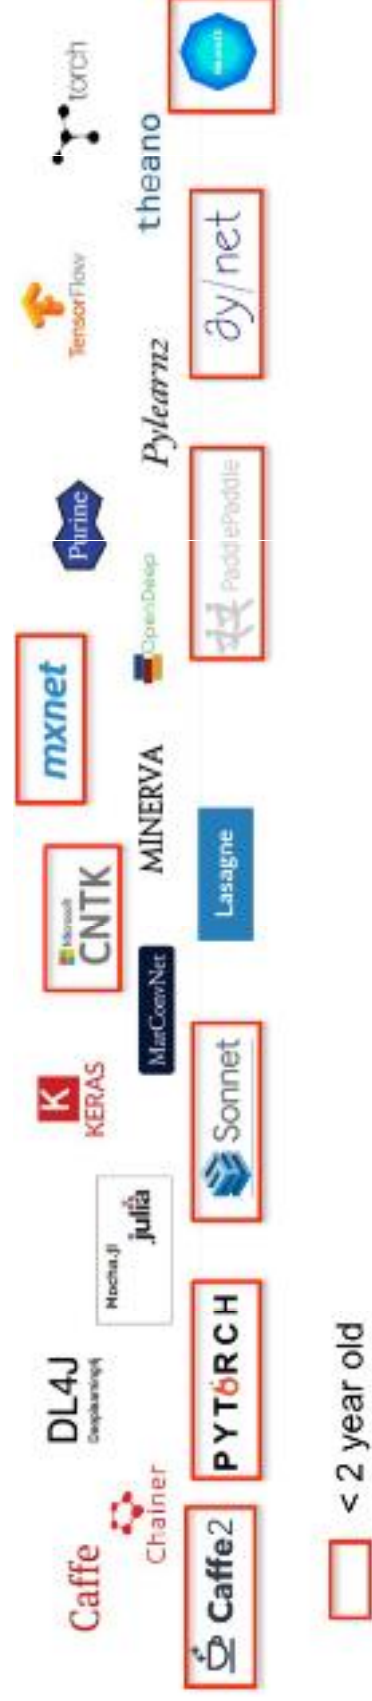 Caffe
Chainer
Caffe2
DL4J
Deeplearning4j
PYTORCH
Mocha.jl
julia
K
KERAS
Sonnet
MatConvNet
Microsoft
CNTK
Lasagne
MINERVA
mxnet
OpenDeep
PaddlePaddle
Purine
Pylearn2
TensorFlow
dy/net
theano
torch
< 2 year old